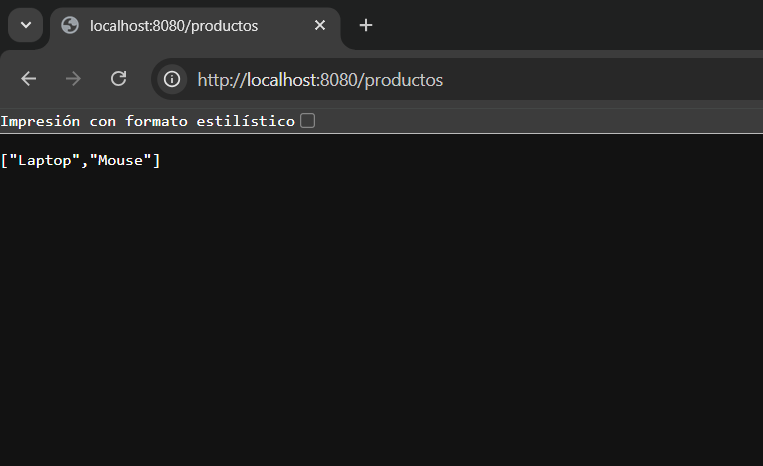 localhost:8080/productos
http://localhost:8080/productos
Impresión con formato estilístico
["Laptop","Mouse"]